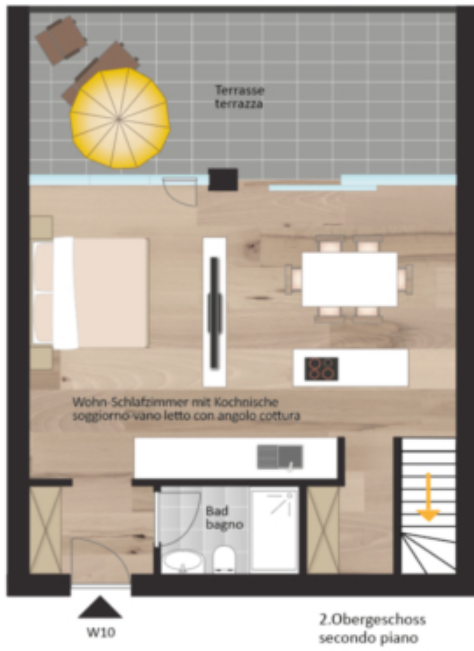 Terrasse
terrazza
Wohn-Schlafzimmer mit Kochnische
soggiorno-vano letto con angolo cottura
Bad
bagno
W10
2.Obergeschoss
secondo piano